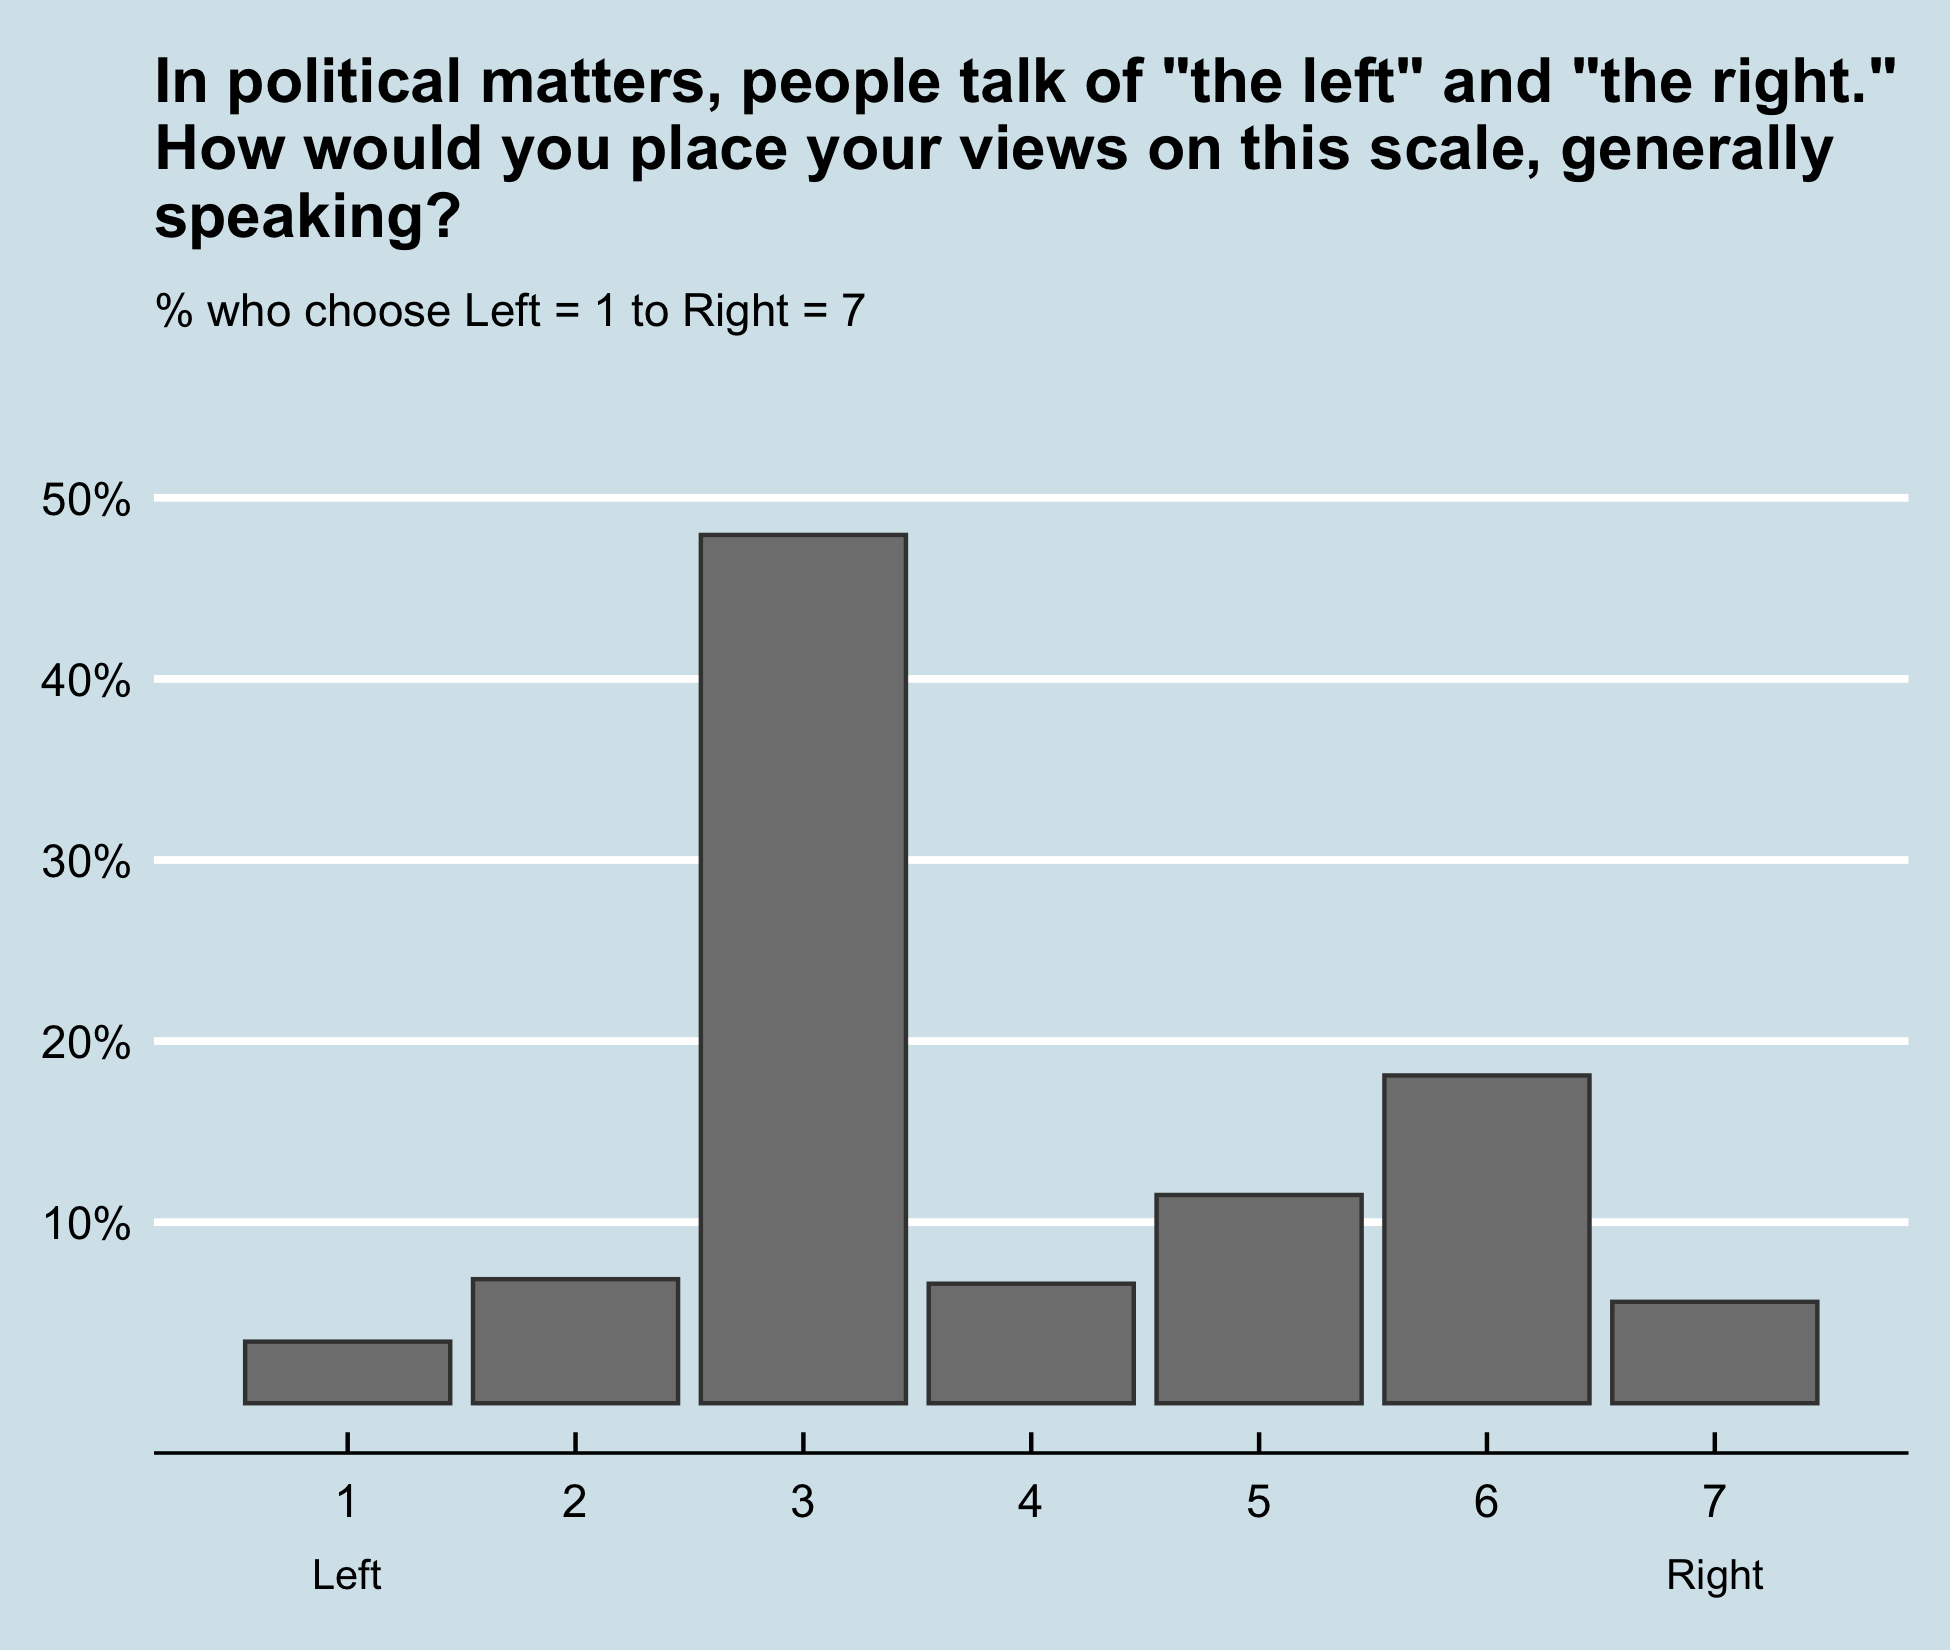 In political matters, people talk of "the left" and "the right."
How would you place your views on this scale, generally
speaking?
% who choose Left = 1 to Right = 7
50%
40%
30%
20%
10%
1 2 3 4 5 6 7
Left Right